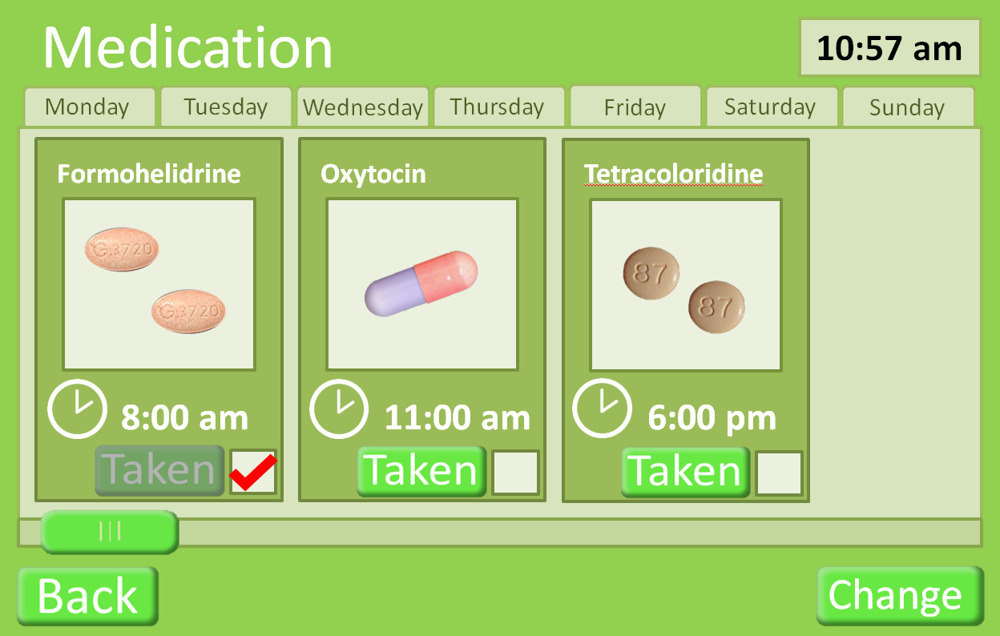 Medication
10:57 am
Monday Tuesday Wednesday Thursday Friday Saturday Sunday
Formohelidrine
G3720
G3720
8:00 am
Taken
Oxytocin
11:00 am
Taken
Tetracoloridine
87
87
6:00 pm
Taken
Back
Change